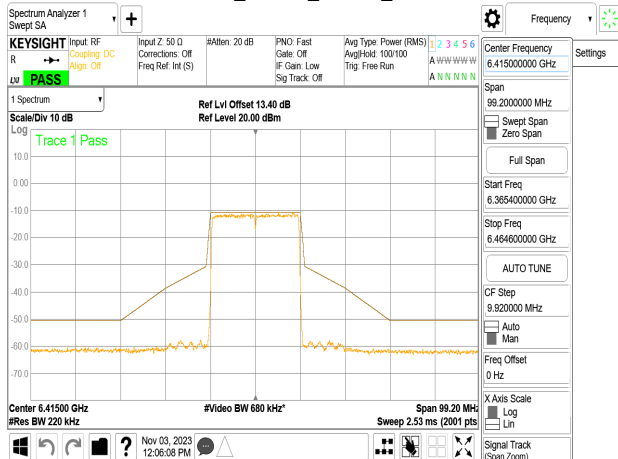 Spectrum Analyzer 1
Swept SA
+
Frequency
KEYSIGHT
R
LXI PASS
Input: RF
Coupling: DC
Align: Off
Input Z: 50 Ω
Corrections: Off
Freq Ref: Int (S)
#Atten: 20 dB
PNO: Fast
Gate: Off
IF Gain: Low
Sig Track: Off
Avg Type: Power (RMS)
Avg|Hold: 100/100
Trig: Free Run
1 2 3 4 5 6
A W W W W W
A N N N N N
Center Frequency
6.415000000 GHz
Settings
Span
99.2000000 MHz
Swept Span
Zero Span
Full Span
Start Freq
6.365400000 GHz
Stop Freq
6.464600000 GHz
AUTO TUNE
CF Step
9.920000 MHz
Auto
Man
Freq Offset
0 Hz
X Axis Scale
Log
Lin
Signal Track
(Span Zoom)
1 Spectrum
Scale/Div 10 dB
Ref Lvl Offset 13.40 dB
Ref Level 20.00 dBm
Log
Trace 1 Pass
10.0
0.00
-10.0
-20.0
-30.0
-40.0
-50.0
-60.0
-70.0
Center 6.41500 GHz
#Video BW 680 kHz*
Span 99.20 MHz
#Res BW 220 kHz
Sweep 2.53 ms (2001 pts
?
Nov 03, 2023
12:06:08 PM